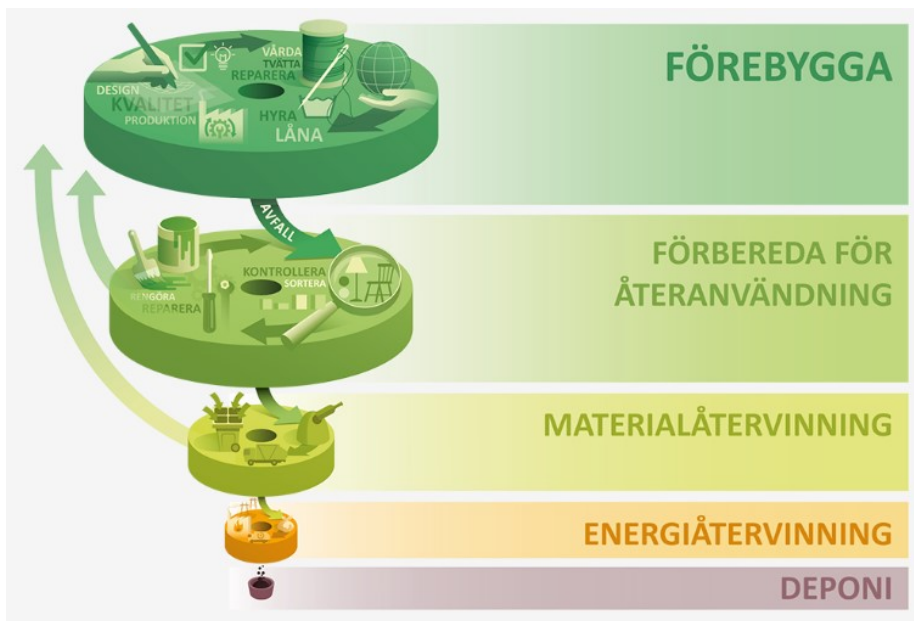 FÖREBYGGA
DESIGN
KVALITET
PRODUKTION
VÅRDA
TVÄTTA
REPARERA
HYRA
LÅNA
AVFALL
FÖRBEREDA FÖR
ÅTERANVÄNDNING
KONTROLLERA
SORTERA
RENGÖRA
REPARERA
MATERIALÅTERVINNING
ENERGIÅTERVINNING
DEPONI